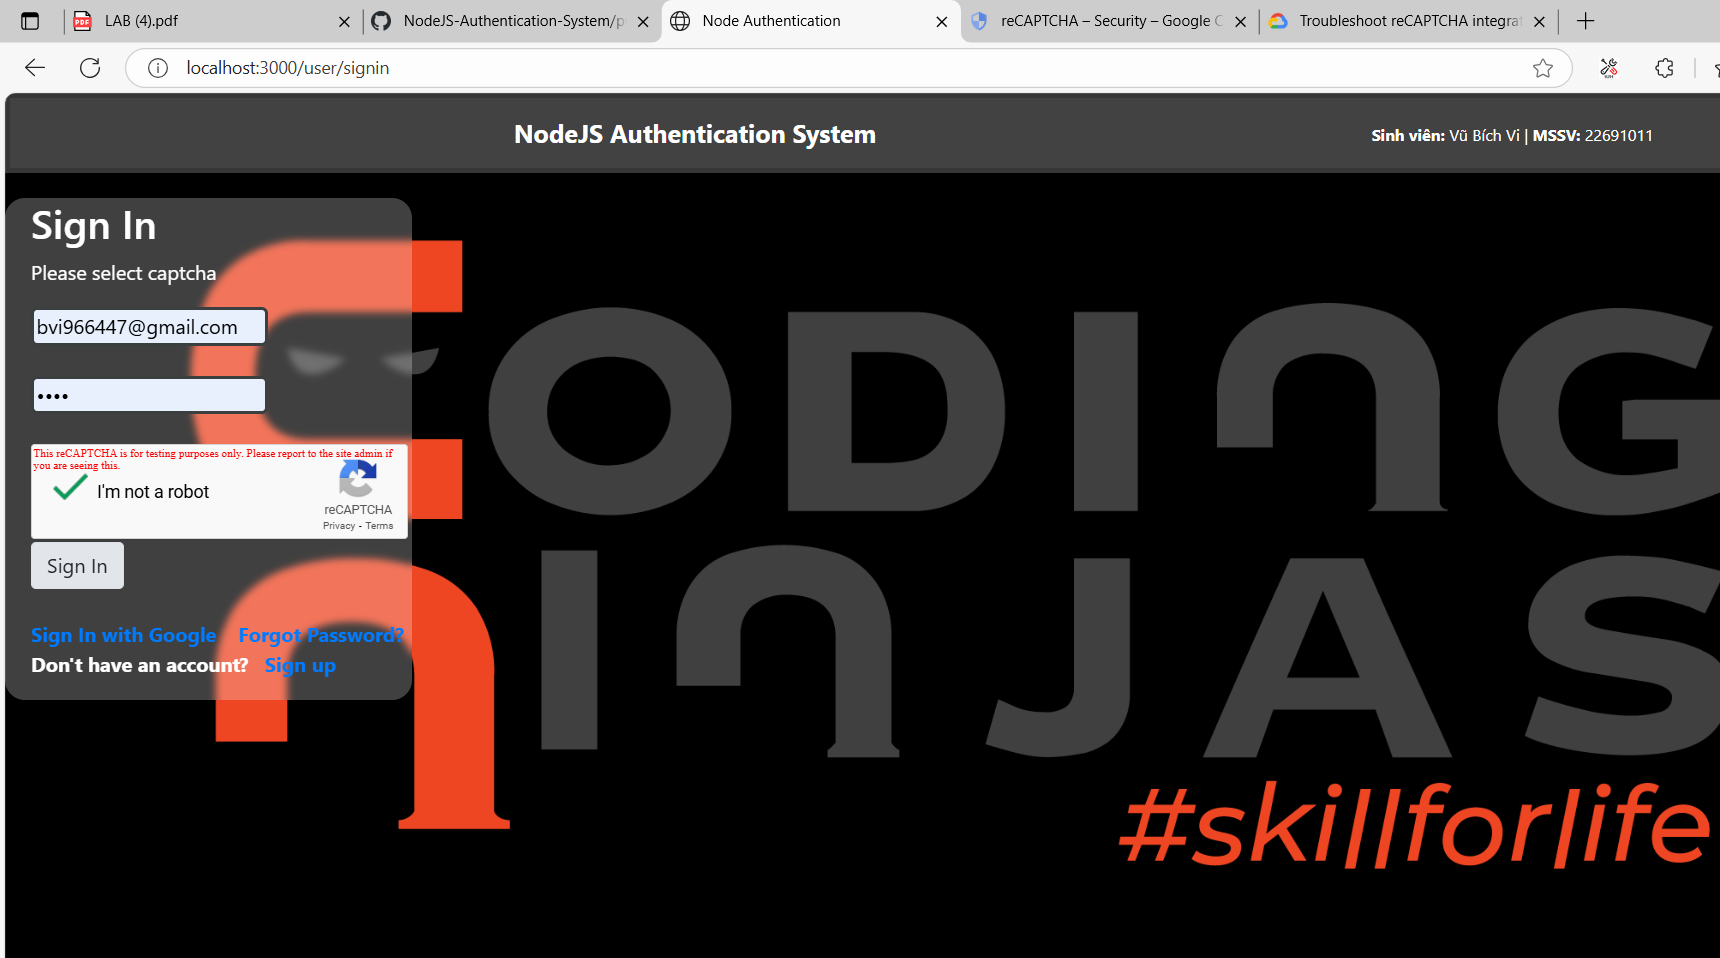 LAB (4).pdf
NodeJS-Authentication-System/p
Node Authentication
reCAPTCHA – Security – Google C
Troubleshoot reCAPTCHA integra
localhost:3000/user/signin
NodeJS Authentication System
Sinh viên: Vũ Bích Vi | MSSV: 22691011
Sign In
Please select captcha
bvi966447@gmail.com
••••
This reCAPTCHA is for testing purposes only. Please report to the site admin if
you are seeing this.
I'm not a robot
reCAPTCHA
Privacy - Terms
Sign In
Sign In with Google
Forgot Password?
Don't have an account? Sign up
CODING
NINJAS
#skillforlife